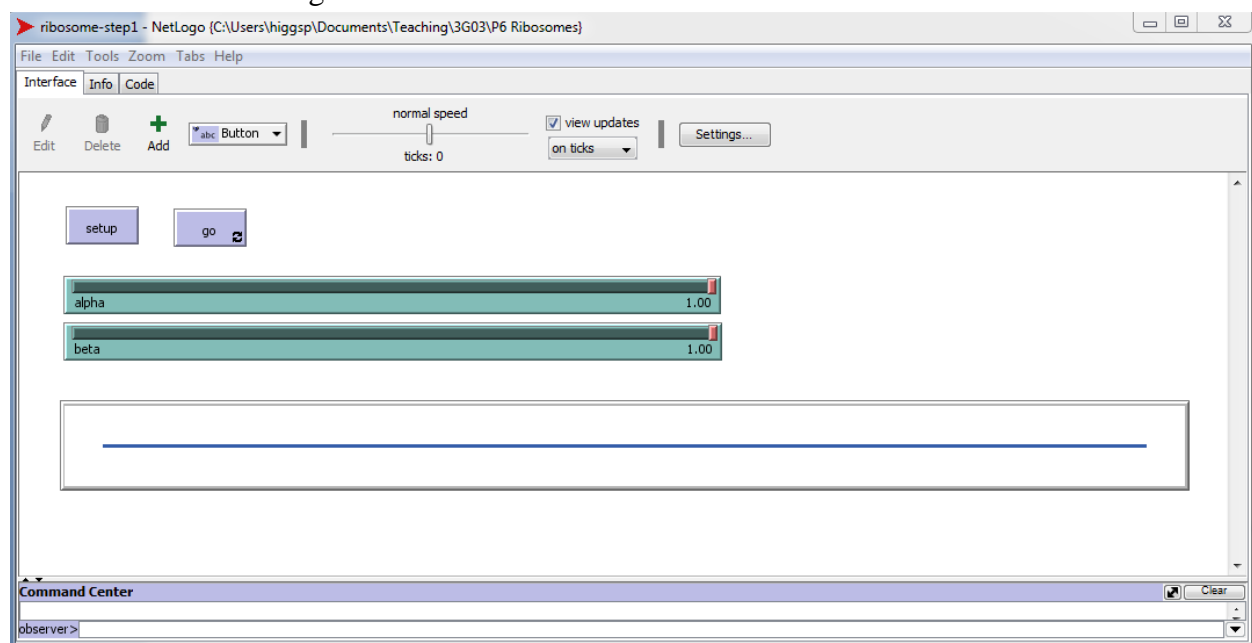 ribosome-step1 - NetLogo {C:\Users\higgsp\Documents\Teaching\3G03\P6 Ribosomes}
File Edit Tools Zoom Tabs Help
Interface Info Code
normal speed
Edit Delete Add abc Button view updates Settings...
ticks: 0 on ticks
setup go
alpha 1.00
beta 1.00
Command Center Clear
observer>